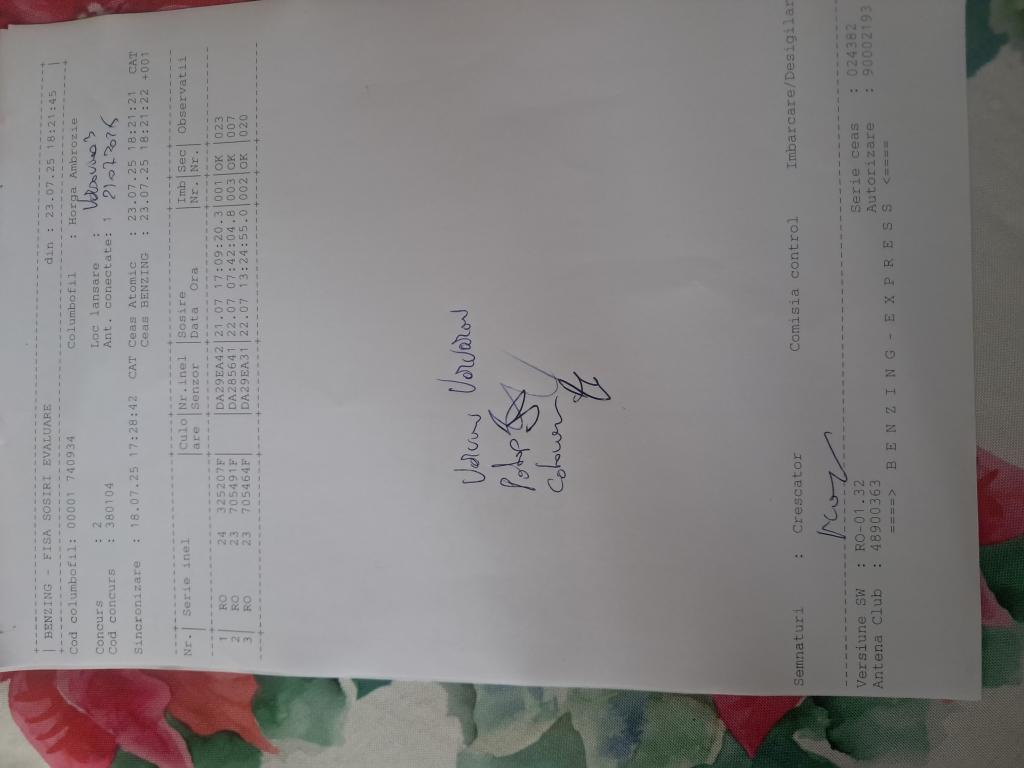 | BENZING - FISA SOSIRI EVALUARE din : 23.07.25 18:21:45 |
Cod columbofil: 00001 740934 Columbofil : Horga Ambrozie
Concurs : 2 Loc lansare :
Cod concurs : 380104 Ant. conectate: 1
Sincronizare : 18.07.25 17:28:42 CAT Ceas Atomic : 23.07.25 18:21:21 CAT
Ceas BENZING : 23.07.25 18:21:22 +001
Nr.| Serie inel |Culo|Nr inel |Sosire |Imb|Sec| Observatii
|are |Senzor |Data Ora |Nr.|Nr.|
1 RO 24 325207F | |DA29EA42|21.07 17:09:20.3|001|OK |023
2 RO 23 705491F | |DA285641|22.07 07:42:04.8|003|OK |007
3 RO 23 705464F | |DA29EA31|22.07 13:24:55.0|002|OK |020
Semnaturi : Crescator Comisia control Imbarcare/Desigilar
Versiune SW : RO-01.32 Serie ceas : 024382
Antena Club : 48900363 Autorizare : 90002193
====> B E N Z I N G - E X P R E S S <====